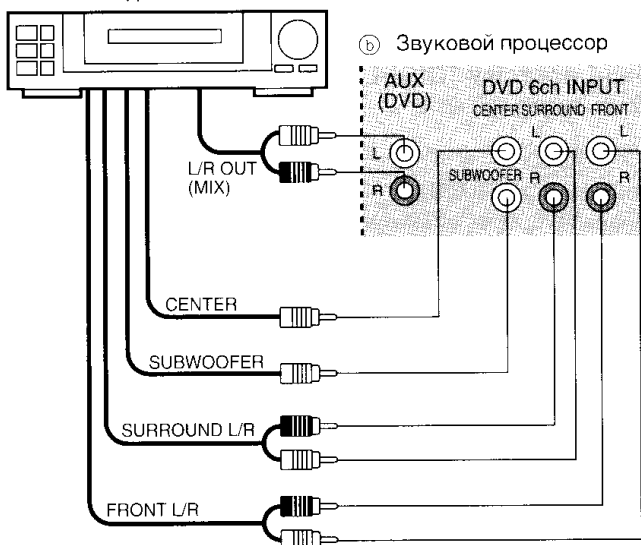 ⓑ Звуковой процессор
AUX
(DVD)
DVD 6ch INPUT
CENTER SURROUND FRONT
L
L
L
SUBWOOFER
R
R
R
L/R OUT
(MIX)
CENTER
SUBWOOFER
SURROUND L/R
FRONT L/R